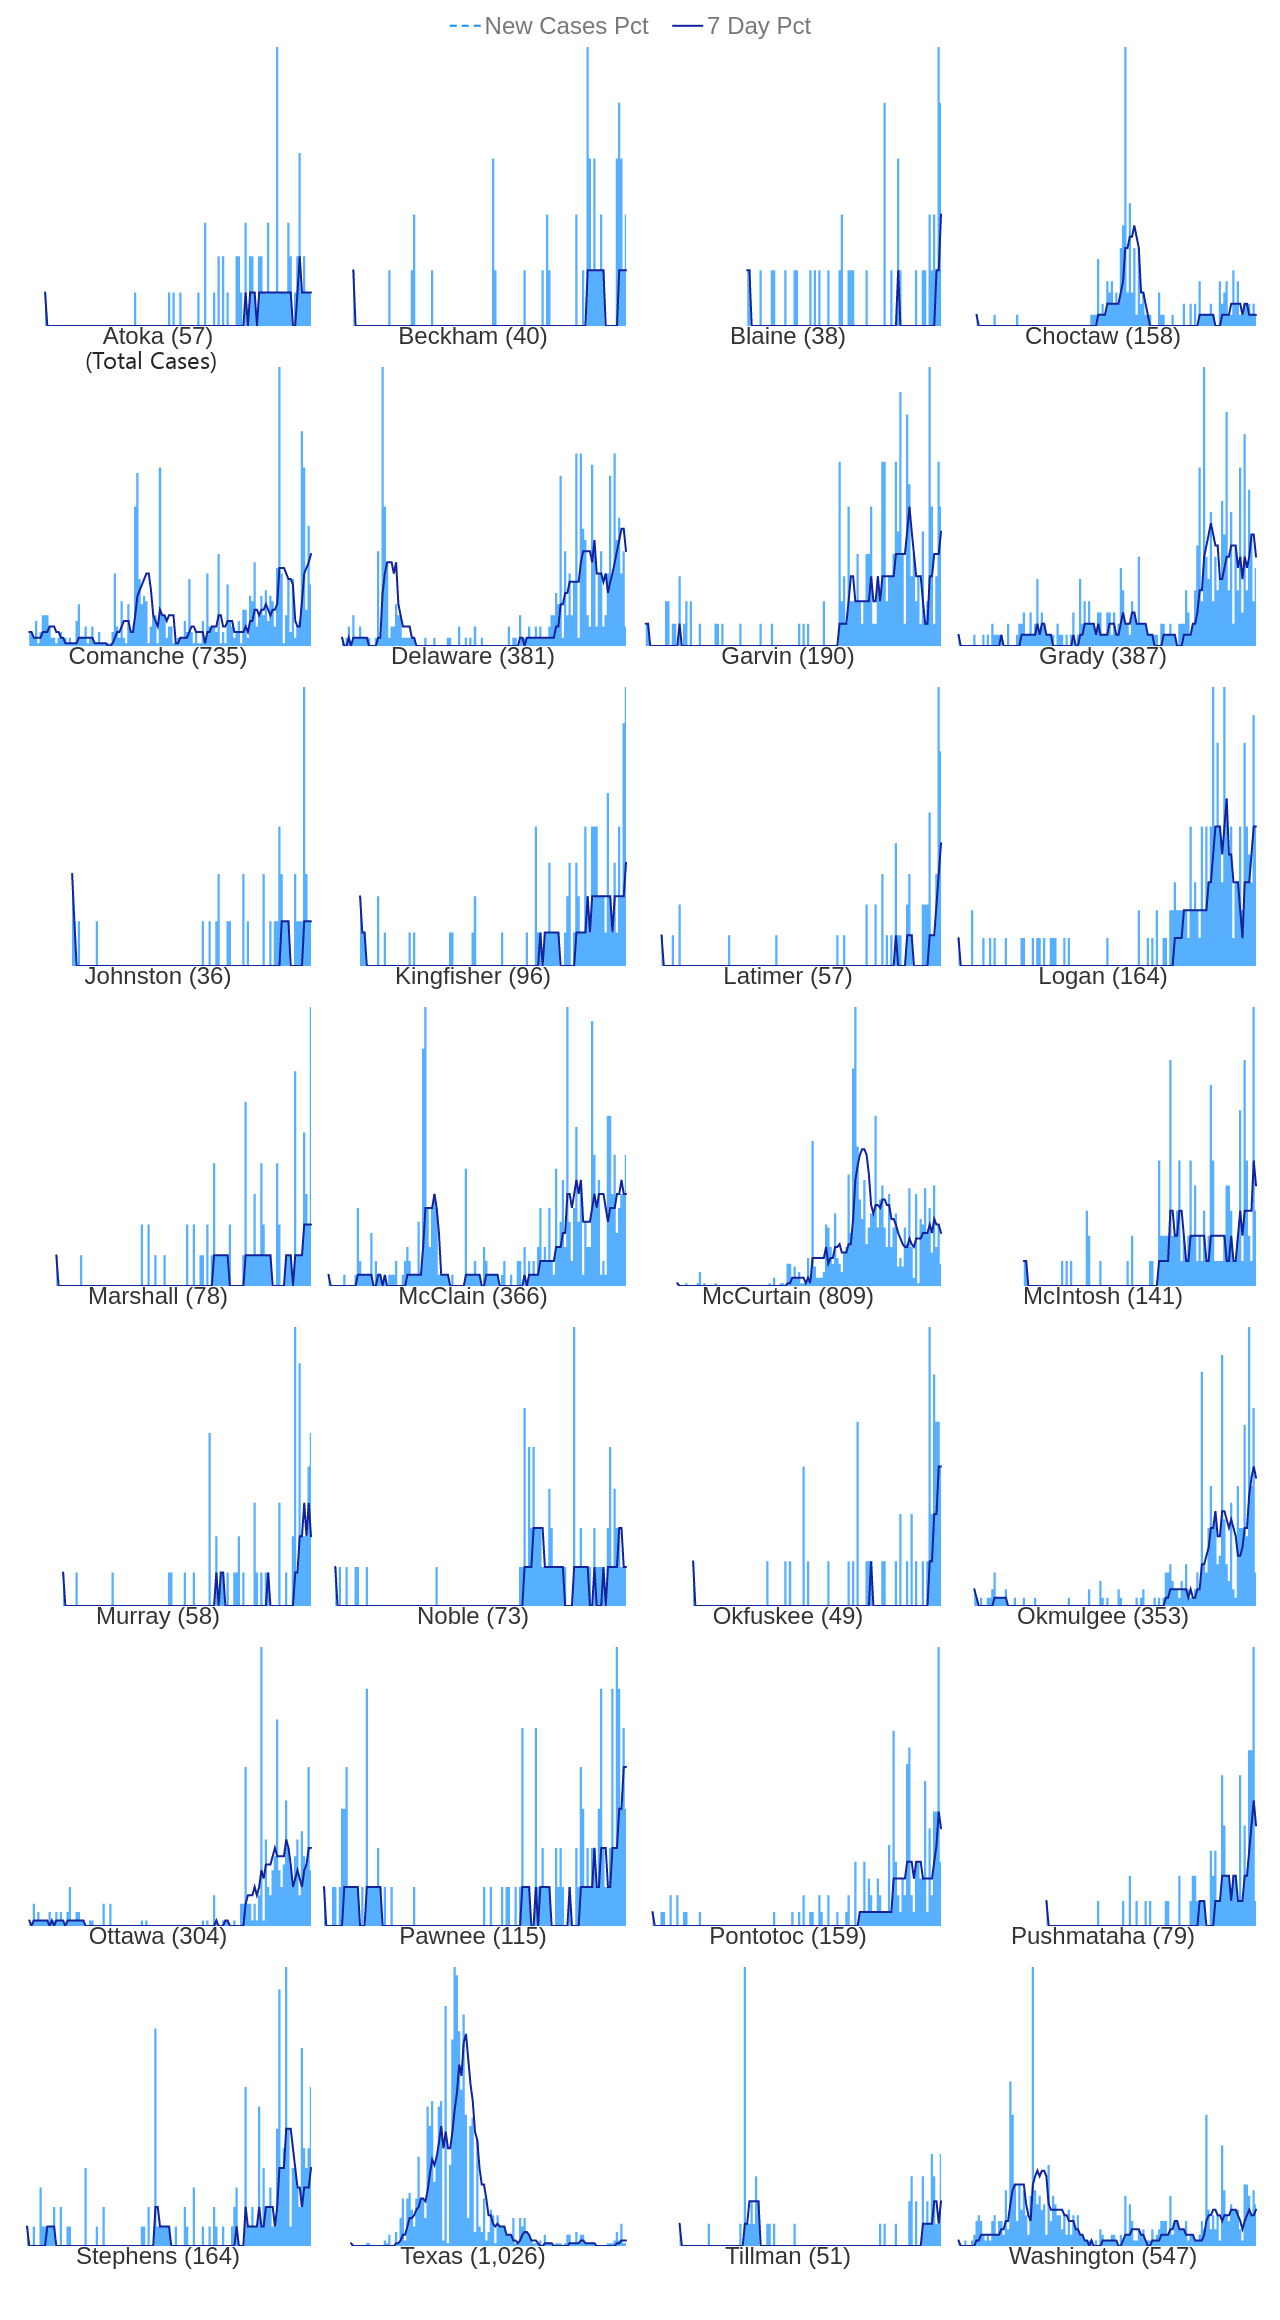 New Cases Pct 7 Day Pct
Atoka (57) Beckham (40) Blaine (38) Choctaw (158)
(Total Cases)
Comanche (735) Delaware (381) Garvin (190) Grady (387)
Johnston (36) Kingfisher (96) Latimer (57) Logan (164)
Marshall (78) McClain (366) McCurtain (809) McIntosh (141)
Murray (58) Noble (73) Okfuskee (49) Okmulgee (353)
Ottawa (304) Pawnee (115) Pontotoc (159) Pushmataha (79)
Stephens (164) Texas (1,026) Tillman (51) Washington (547)